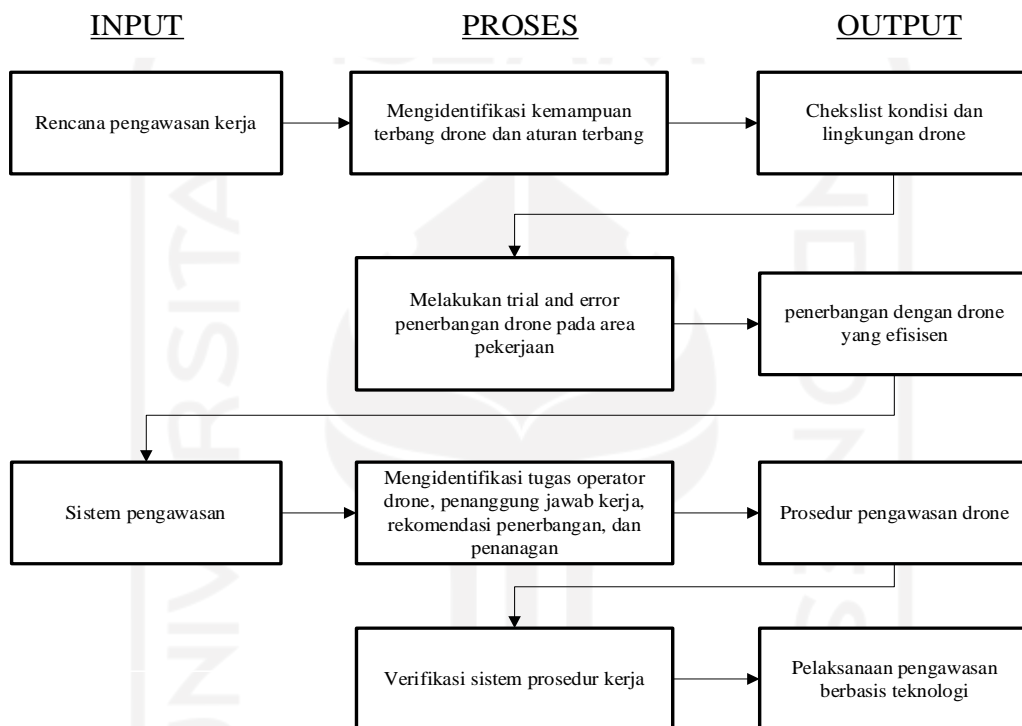 INPUT
PROSES
OUTPUT
Rencana pengawasan kerja
Mengidentifikasi kemampuan
terbang drone dan aturan terbang
Chekslist kondisi dan
lingkungan drone
Melakukan trial and error
penerbangan drone pada area
pekerjaan
penerbangan dengan drone
yang efisisen
Sistem pengawasan
Mengidentifikasi tugas operator
drone, penanggung jawab kerja,
rekomendasi penerbangan, dan
penanagan
Prosedur pengawasan drone
Verifikasi sistem prosedur kerja
Pelaksanaan pengawasan
berbasis teknologi